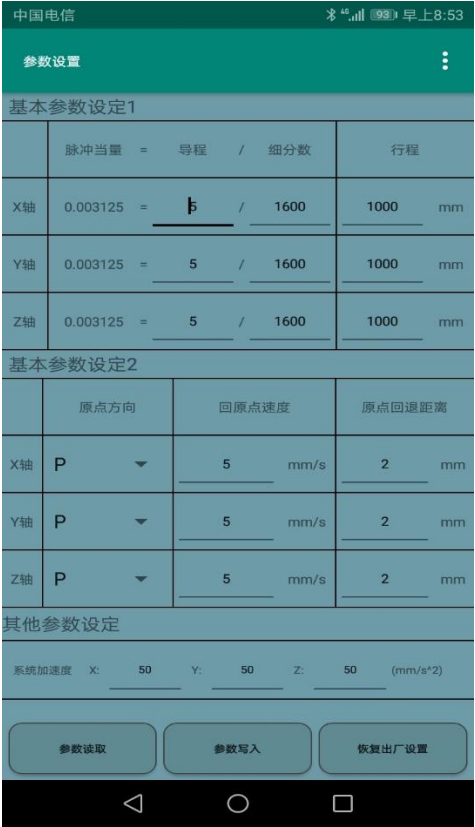 中国电信 46 93 早上8:53
参数设置
基本参数设定1
脉冲当量 = 导程 / 细分数 行程
X轴 0.003125 = 5 / 1600 1000 mm
Y轴 0.003125 = 5 / 1600 1000 mm
Z轴 0.003125 = 5 / 1600 1000 mm
基本参数设定2
原点方向 回原点速度 原点回退距离
X轴 P 5 mm/s 2 mm
Y轴 P 5 mm/s 2 mm
Z轴 P 5 mm/s 2 mm
其他参数设定
系统加速度 X: 50 Y: 50 Z: 50 (mm/s^2)
参数读取 参数写入 恢复出厂设置